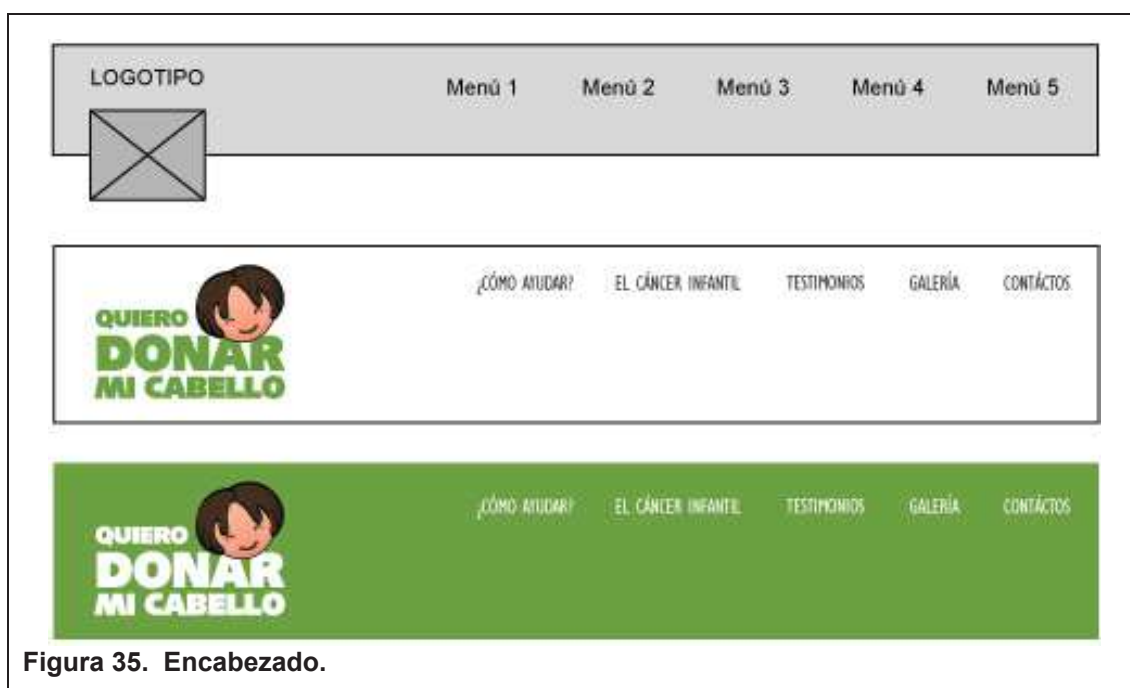 LOGOTIPO
Menú 1 Menú 2 Menú 3 Menú 4 Menú 5
¿CÓMO AYUDAR? EL CÁNCER INFANTIL TESTIMONIOS GALERÍA CONTÁCTOS
QUIERO
DONAR
MI CABELLO
¿CÓMO AYUDAR? EL CÁNCER INFANTIL TESTIMONIOS GALERÍA CONTÁCTOS
QUIERO
DONAR
MI CABELLO
Figura 35. Encabezado.